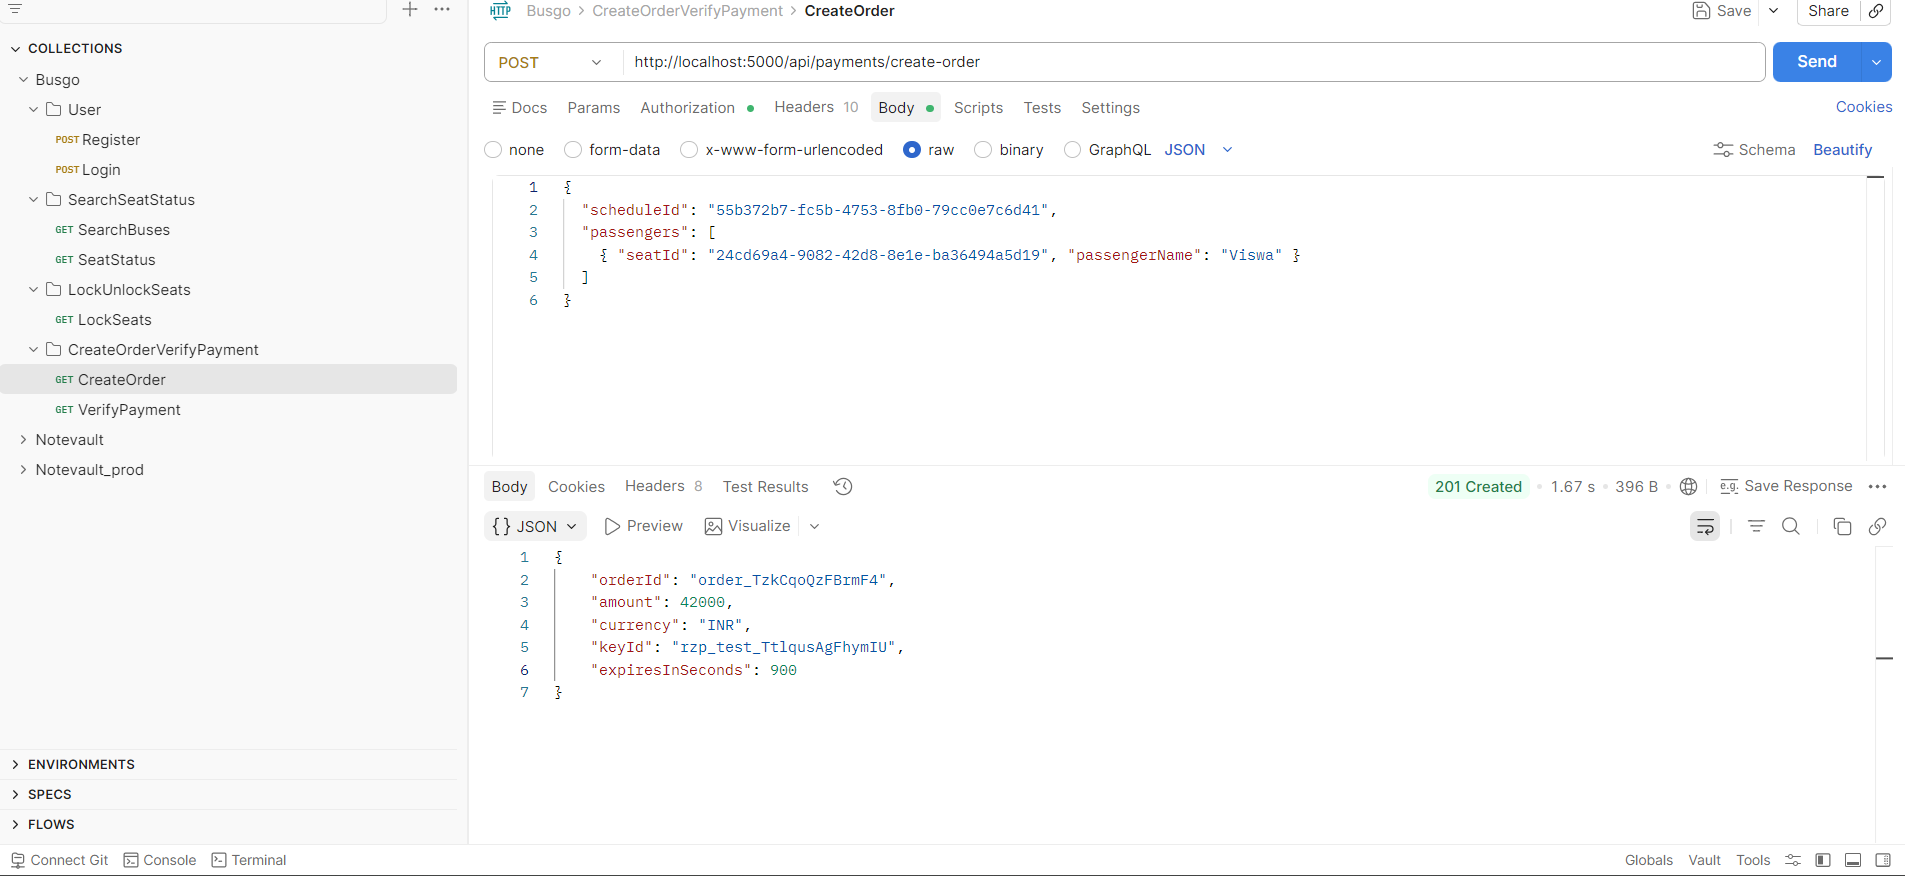 COLLECTIONS
Busgo
User
POST Register
POST Login
SearchSeatStatus
GET SearchBuses
GET SeatStatus
LockUnlockSeats
GET LockSeats
CreateOrderVerifyPayment
GET CreateOrder
GET VerifyPayment
Notevault
Notevault_prod
ENVIRONMENTS
SPECS
FLOWS
HTTP Busgo > CreateOrderVerifyPayment > CreateOrder
Save Share
POST http://localhost:5000/api/payments/create-order Send
Docs Params Authorization Headers 10 Body Scripts Tests Settings Cookies
none form-data x-www-form-urlencoded raw binary GraphQL JSON Schema Beautify
1 {
2 "scheduleId": "55b372b7-fc5b-4753-8fb0-79cc0e7c6d41",
3 "passengers": [
4 { "seatId": "24cd69a4-9082-42d8-8e1e-ba36494a5d19", "passengerName": "Viswa" }
5 ]
6 }
Body Cookies Headers 8 Test Results 201 Created • 1.67 s • 396 B e.g. Save Response
{} JSON Preview Visualize
1 {
2 "orderId": "order_TzkCqoQzFBrmF4",
3 "amount": 42000,
4 "currency": "INR",
5 "keyId": "rzp_test_TtlqusAgFhymIU",
6 "expiresInSeconds": 900
7 }
Connect Git Console Terminal Globals Vault Tools